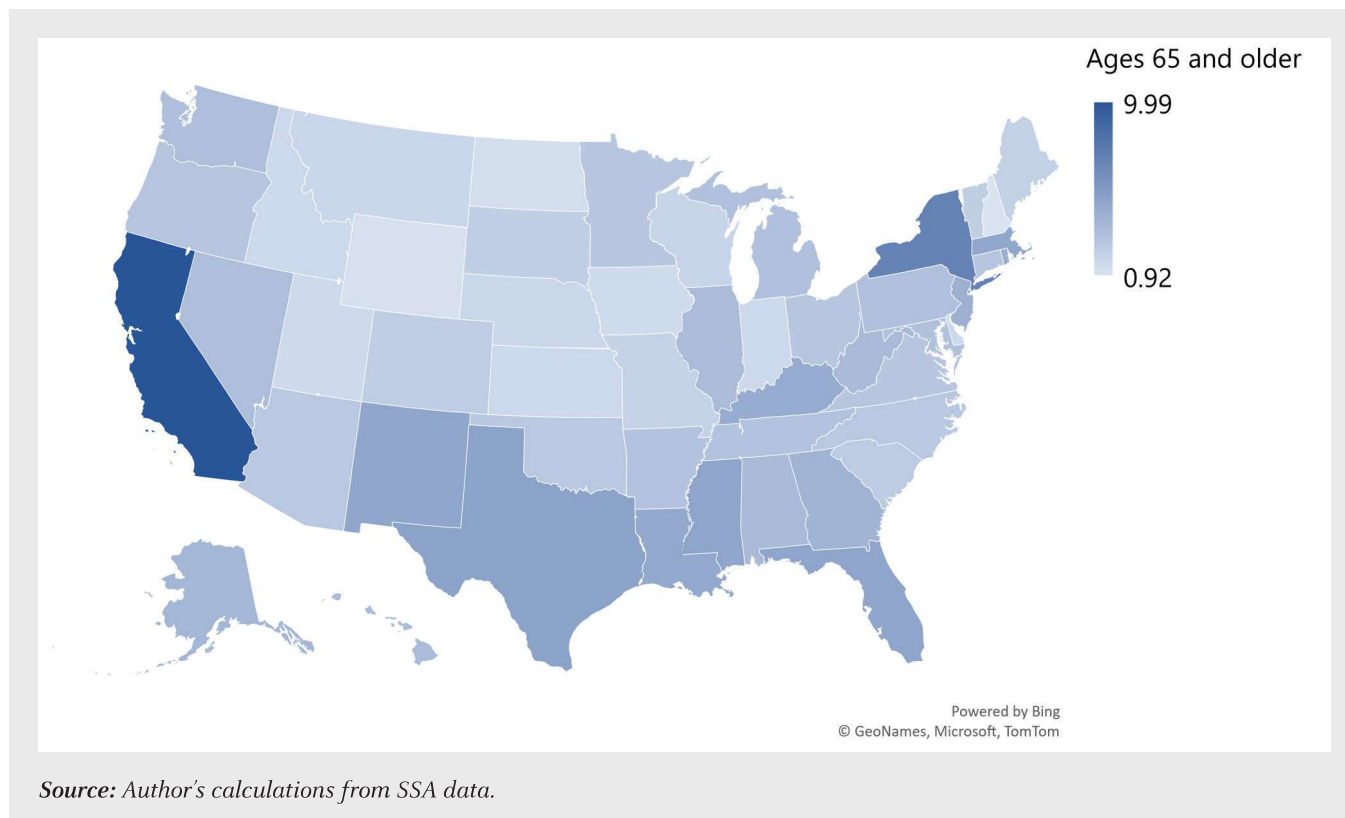 Ages 65 and older
9.99
0.92
Powered by Bing
© GeoNames, Microsoft, TomTom
Source: Author's calculations from SSA data.